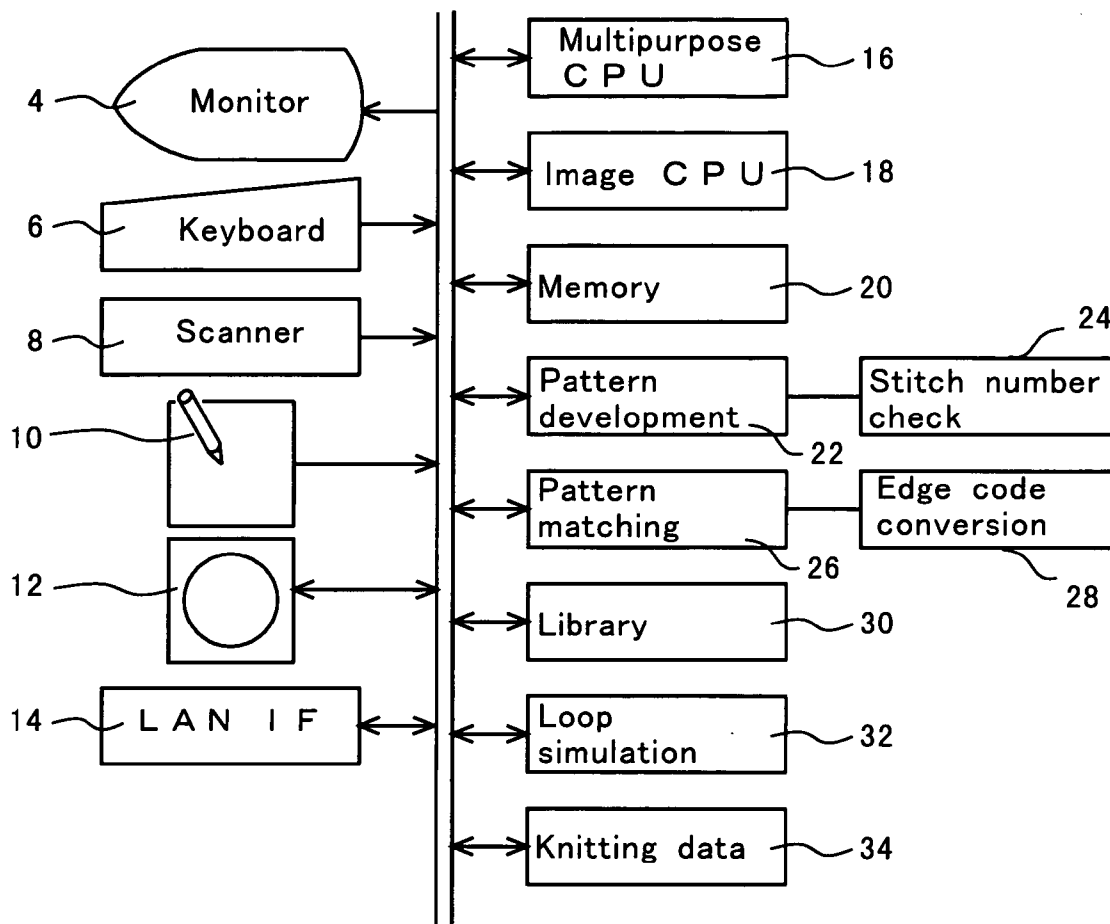 4
Monitor
6
Keyboard
8
Scanner
10
12
14
LAN IF
Multipurpose
CPU
16
Image CPU
18
Memory
20
Pattern
development
22
24
Stitch number
check
Pattern
matching
26
Edge code
conversion
28
Library
30
Loop
simulation
32
Knitting data
34